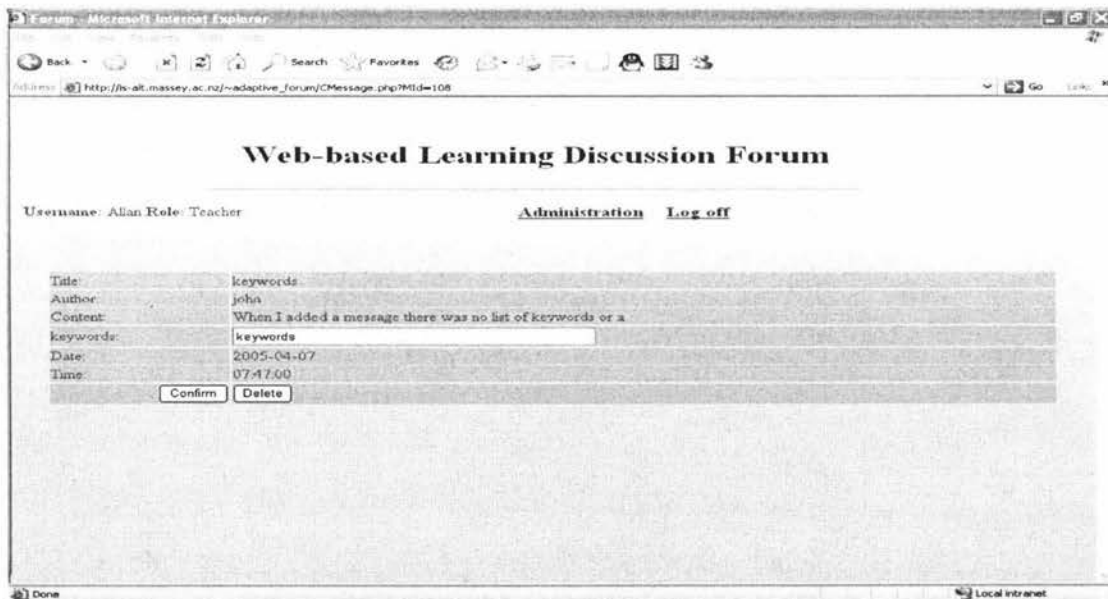 Forum - Microsoft Internet Explorer
Back Search Favorites
Address http://is-alt.massey.ac.nz/~adaptive_forum/CMessage.php?MId=108 Go Links
Web-based Learning Discussion Forum
Username: Allan Role: Teacher Administration Log off
Title: keywords
Author: john
Content: When I added a message there was no list of keywords or a
keywords: keywords
Date: 2005-04-07
Time: 07:47:00
Confirm Delete
Done Local intranet